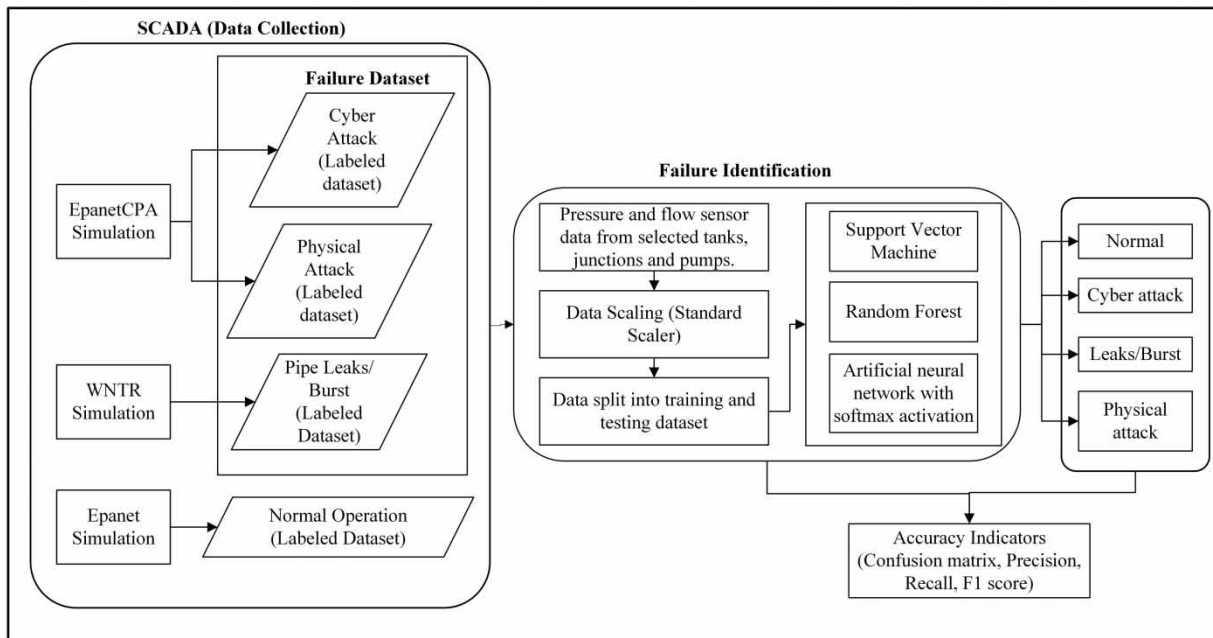 SCADA (Data Collection)
Failure Dataset
Cyber
Attack
(Labeled
dataset)
EpanetCPA
Simulation
Physical
Attack
(Labeled
dataset)
WNTR
Simulation
Pipe Leaks/
Burst
(Labeled
Dataset)
Epanet
Simulation
Normal Operation
(Labeled Dataset)
Failure Identification
Pressure and flow sensor
data from selected tanks,
junctions and pumps.
Data Scaling (Standard
Scaler)
Data split into training and
testing dataset
Support Vector
Machine
Random Forest
Artificial neural
network with
softmax activation
Normal
Cyber attack
Leaks/Burst
Physical
attack
Accuracy Indicators
(Confusion matrix, Precision,
Recall, F1 score)